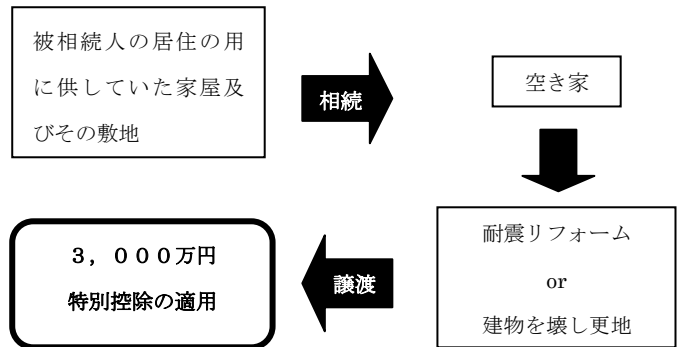 被相続人の居住の用
に供していた家屋及
びその敷地
相続
空き家
耐震リフォーム
or
建物を壊し更地
譲渡
３，０００万円
特別控除の適用